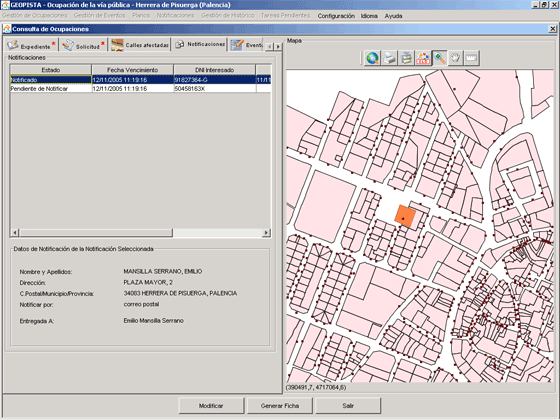 GEOPISTA - Ocupación de la vía pública - Herrera de Pisuerga (Palencia)
Gestión de Ocupaciones Gestión de Eventos Planos Gestión de Histórico Tareas Pendientes Configuración Idioma Ayuda
Consulta de Ocupaciones
Expediente Solicitud Calles afectadas Notificaciones Evento
Notificaciones
Estado Fecha Vencimiento DNI Interesado
Notificado 12/11/2005 11:19:16 91827364-G 11/1
Pendiente de Notificar 12/11/2005 11:19:16 50458163X
Datos de Notificación de la Notificación Seleccionada
Nombre y Apellidos: MANSILLA SERRANO, EMILIO
Dirección: PLAZA MAYOR, 2
C.Postal/Municipio/Provincia: 34083 HERRERA DE PISUERGA, PALENCIA
Notificar por: correo postal
Entregada A: Emilio Mansilla Serrano
Mapa
(390491,7, 4717064,6)
Modificar Generar Ficha Salir